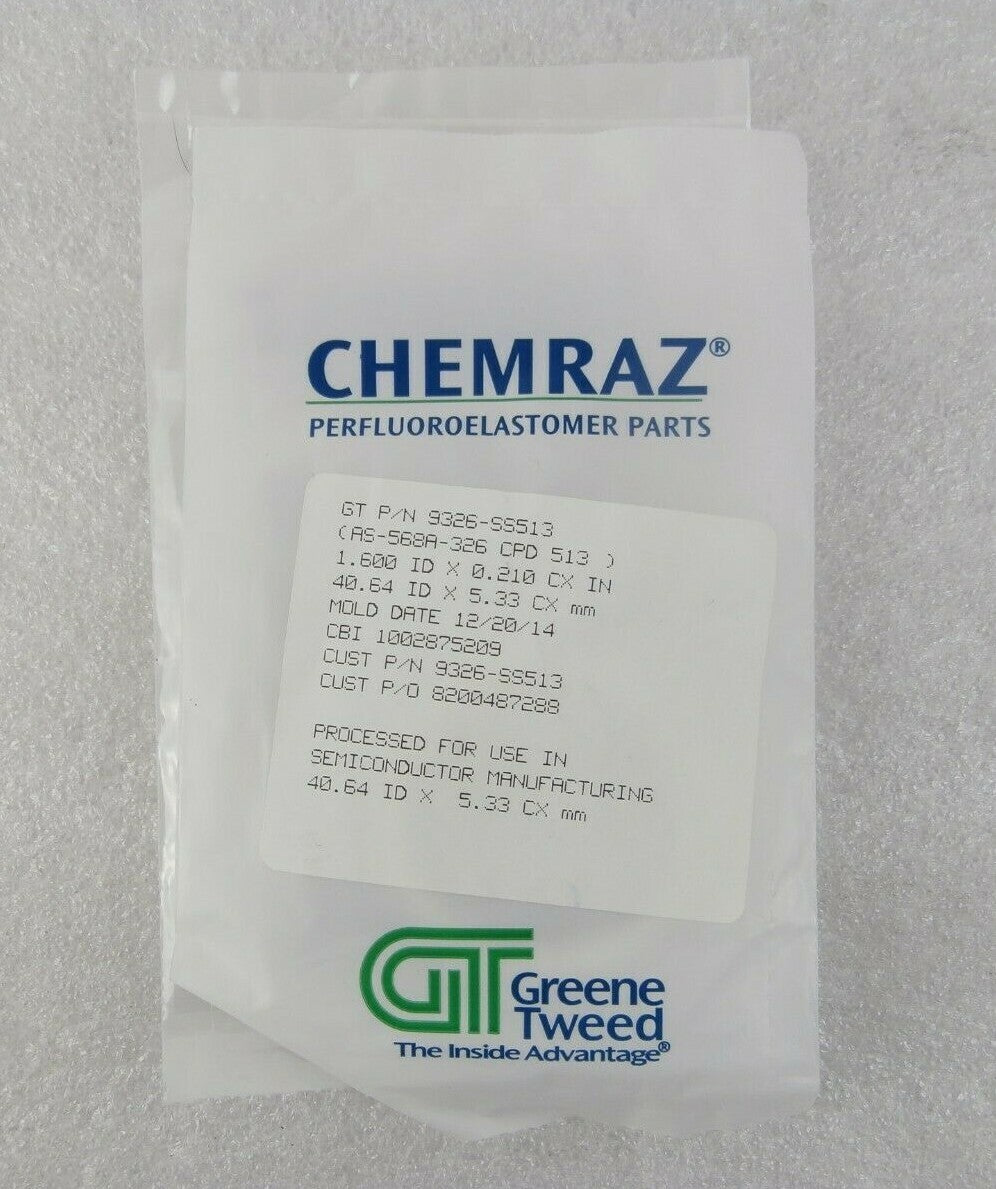 CHEMRAZ®
PERFLUOROELASTOMER PARTS
GT P/N 9326-SS513
(AS-568A-326 CPD 513 )
1.600 ID X 0.210 CX IN
40.64 ID X 5.33 CX mm
MOLD DATE 12/20/14
CBI 1002875209
CUST P/N 9326-SS513
CUST P/O 8200487288
PROCESSED FOR USE IN
SEMICONDUCTOR MANUFACTURING
40.64 ID X 5.33 CX mm
GT Greene
Tweed
The Inside Advantage®